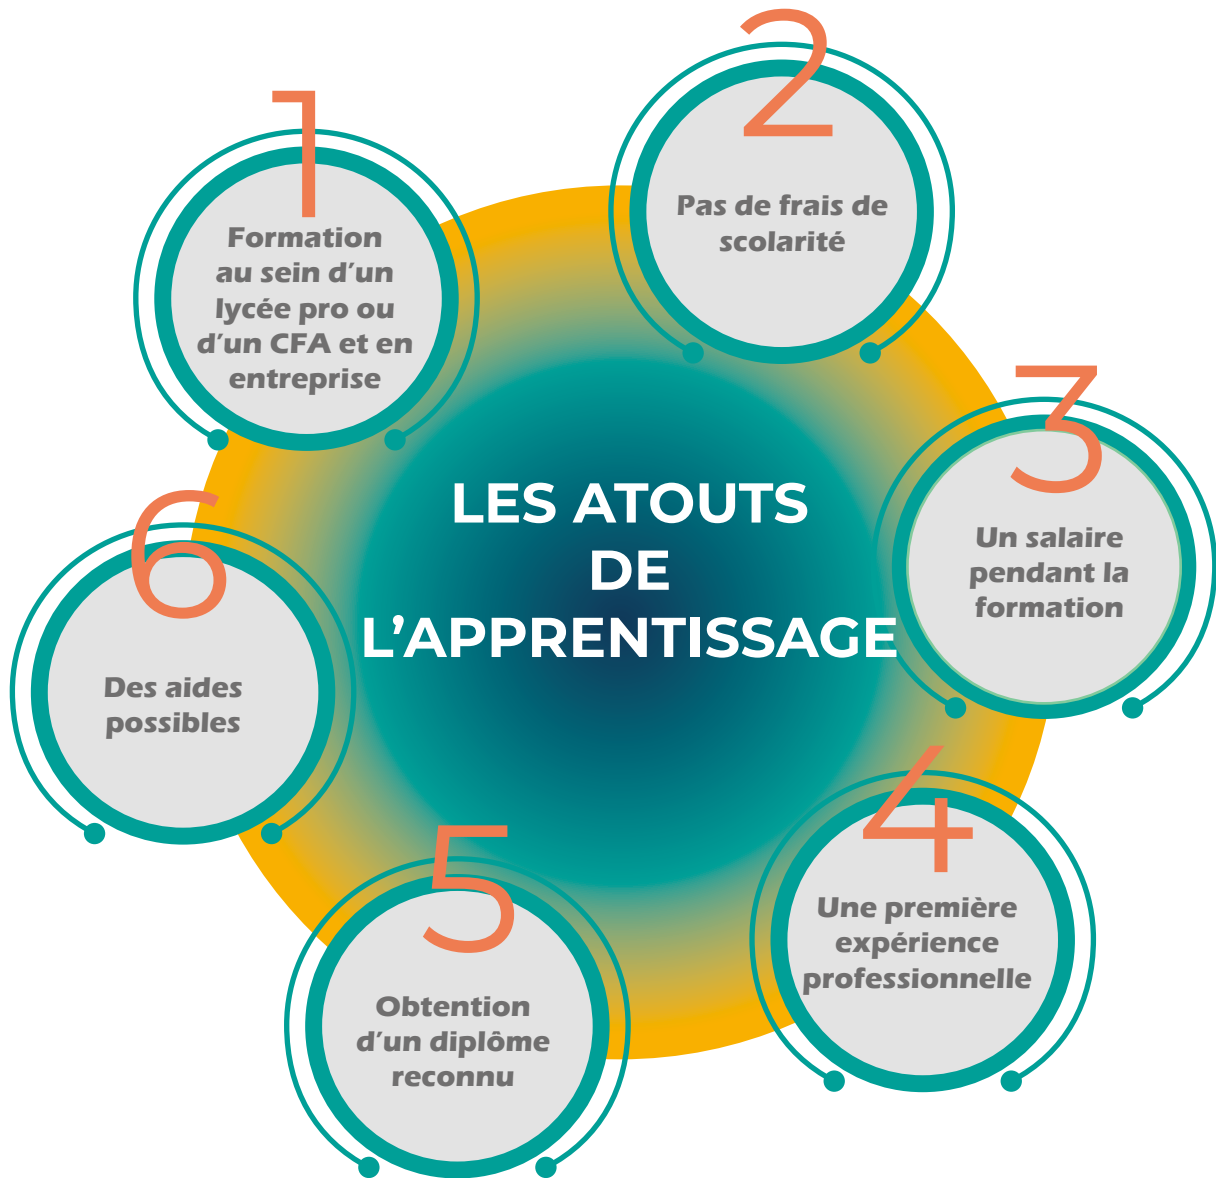 LES ATOUTS
DE
L'APPRENTISSAGE
1
Formation
au sein d'un
lycée pro ou
d'un CFA et en
entreprise
2
Pas de frais de
scolarité
3
Un salaire
pendant la
formation
4
Une première
expérience
professionnelle
5
Obtention
d'un diplôme
reconnu
6
Des aides
possibles